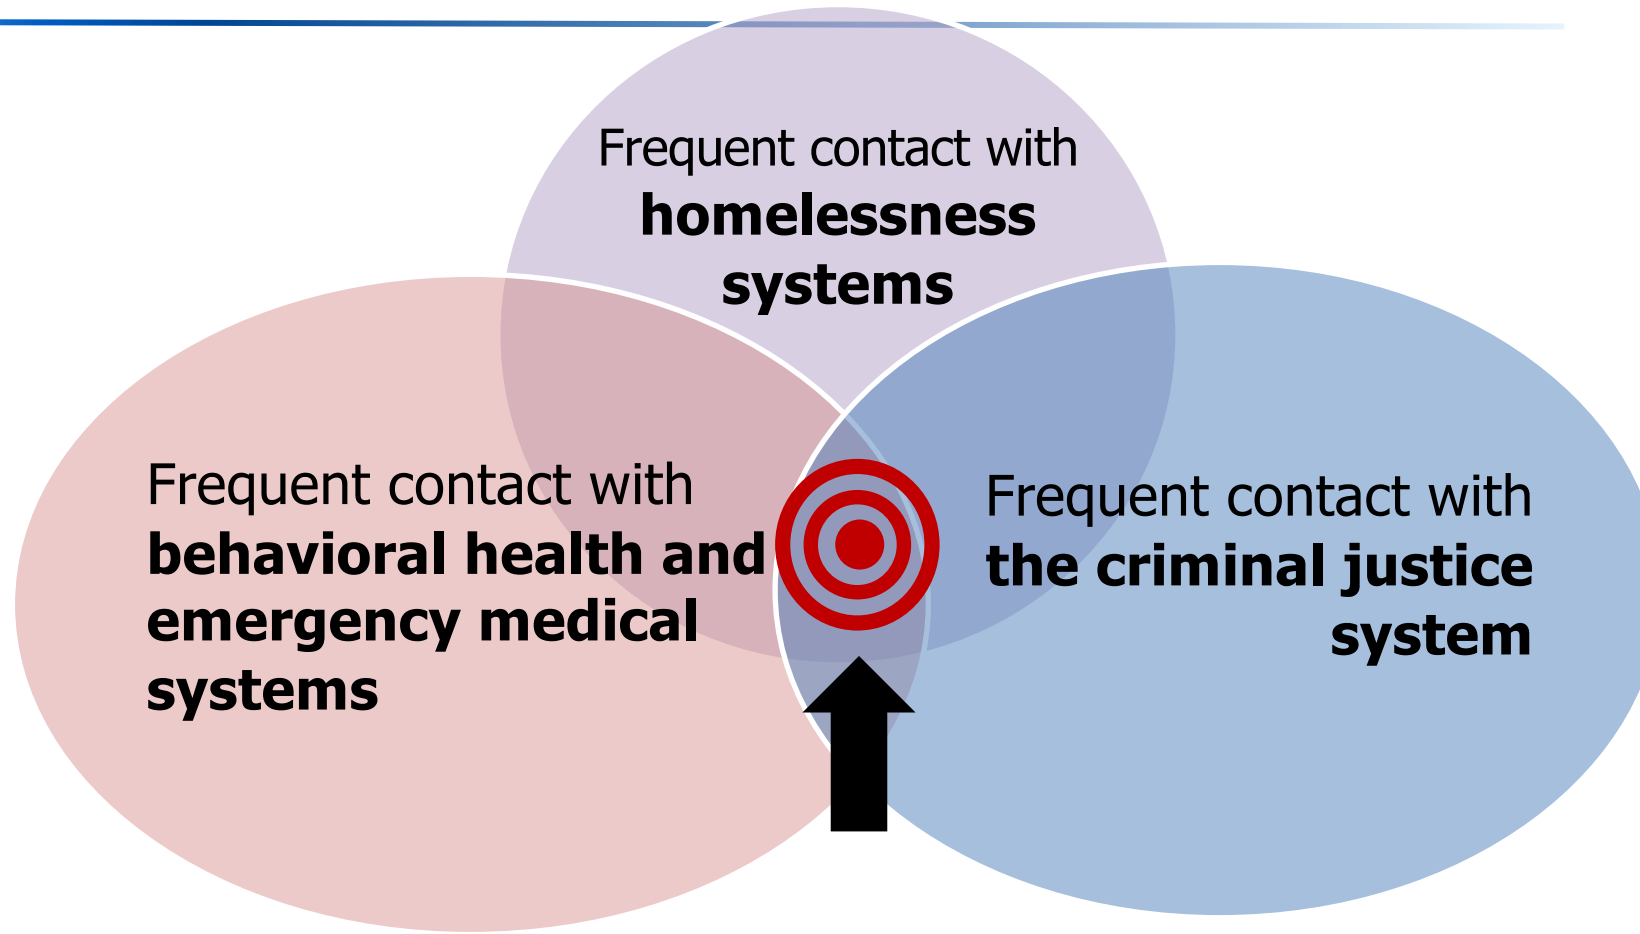 Frequent contact with
homelessness
systems
Frequent contact with
behavioral health and
emergency medical
systems
Frequent contact with
the criminal justice
system